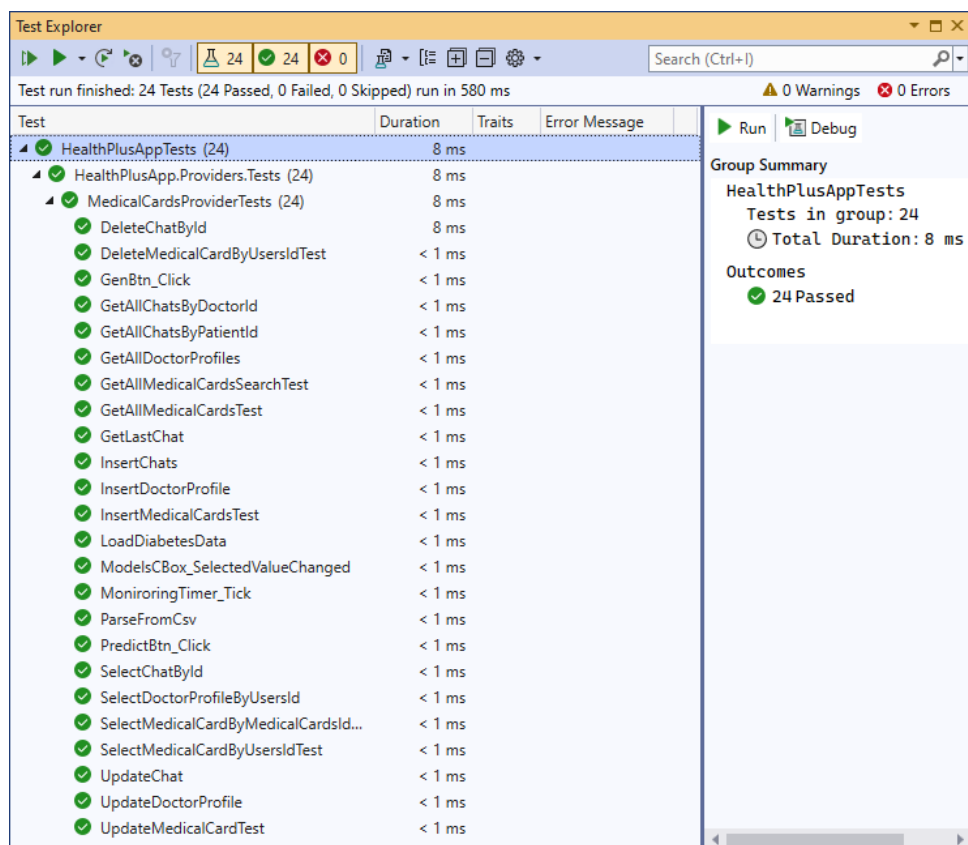 Test Explorer
24 24 0
Search (Ctrl+I)
Test run finished: 24 Tests (24 Passed, 0 Failed, 0 Skipped) run in 580 ms
0 Warnings 0 Errors
Test Duration Traits Error Message
HealthPlusAppTests (24) 8 ms
HealthPlusApp.Providers.Tests (24) 8 ms
MedicalCardsProviderTests (24) 8 ms
DeleteChatById 8 ms
DeleteMedicalCardByUsersIdTest < 1 ms
GenBtn_Click < 1 ms
GetAllChatsByDoctorId < 1 ms
GetAllChatsByPatientId < 1 ms
GetAllDoctorProfiles < 1 ms
GetAllMedicalCardsSearchTest < 1 ms
GetAllMedicalCardsTest < 1 ms
GetLastChat < 1 ms
InsertChats < 1 ms
InsertDoctorProfile < 1 ms
InsertMedicalCardsTest < 1 ms
LoadDiabetesData < 1 ms
ModelsCBox_SelectedValueChanged < 1 ms
MoniroringTimer_Tick < 1 ms
ParseFromCsv < 1 ms
PredictBtn_Click < 1 ms
SelectChatById < 1 ms
SelectDoctorProfileByUsersId < 1 ms
SelectMedicalCardByMedicalCardsId... < 1 ms
SelectMedicalCardByUsersIdTest < 1 ms
UpdateChat < 1 ms
UpdateDoctorProfile < 1 ms
UpdateMedicalCardTest < 1 ms
Run Debug
Group Summary
HealthPlusAppTests
Tests in group: 24
Total Duration: 8 ms
Outcomes
24 Passed